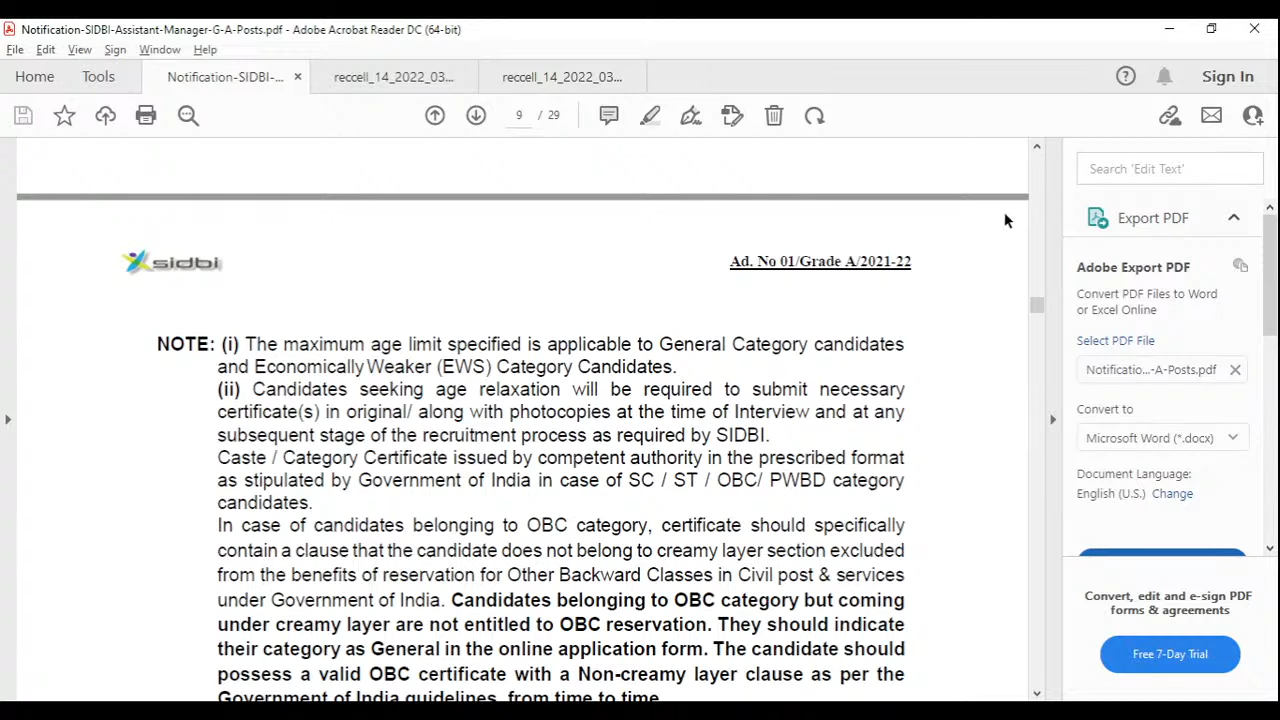 Notification-SIDBI-Assistant-Manager-G-A-Posts.pdf - Adobe Acrobat Reader DC (64-bit)
File Edit View Sign Window Help
Home Tools Notification-SIDBI-... × reccell_14_2022_03... reccell_14_2022_03... Sign In
9 / 29
Search 'Edit Text'
Export PDF
Adobe Export PDF
Convert PDF Files to Word
or Excel Online
Select PDF File
Notificatio...-A-Posts.pdf
Convert to
Microsoft Word (*.docx)
Document Language:
English (U.S.) Change
Convert, edit and e-sign PDF
forms & agreements
Free 7-Day Trial
sidbi
Ad. No 01/Grade A/2021-22
NOTE: (i) The maximum age limit specified is applicable to General Category candidates
and Economically Weaker (EWS) Category Candidates.
(ii) Candidates seeking age relaxation will be required to submit necessary
certificate(s) in original/ along with photocopies at the time of Interview and at any
subsequent stage of the recruitment process as required by SIDBI.
Caste / Category Certificate issued by competent authority in the prescribed format
as stipulated by Government of India in case of SC / ST / OBC/ PWBD category
candidates.
In case of candidates belonging to OBC category, certificate should specifically
contain a clause that the candidate does not belong to creamy layer section excluded
from the benefits of reservation for Other Backward Classes in Civil post & services
under Government of India. Candidates belonging to OBC category but coming
under creamy layer are not entitled to OBC reservation. They should indicate
their category as General in the online application form. The candidate should
possess a valid OBC certificate with a Non-creamy layer clause as per the
Government of India guidelines, from time to time.